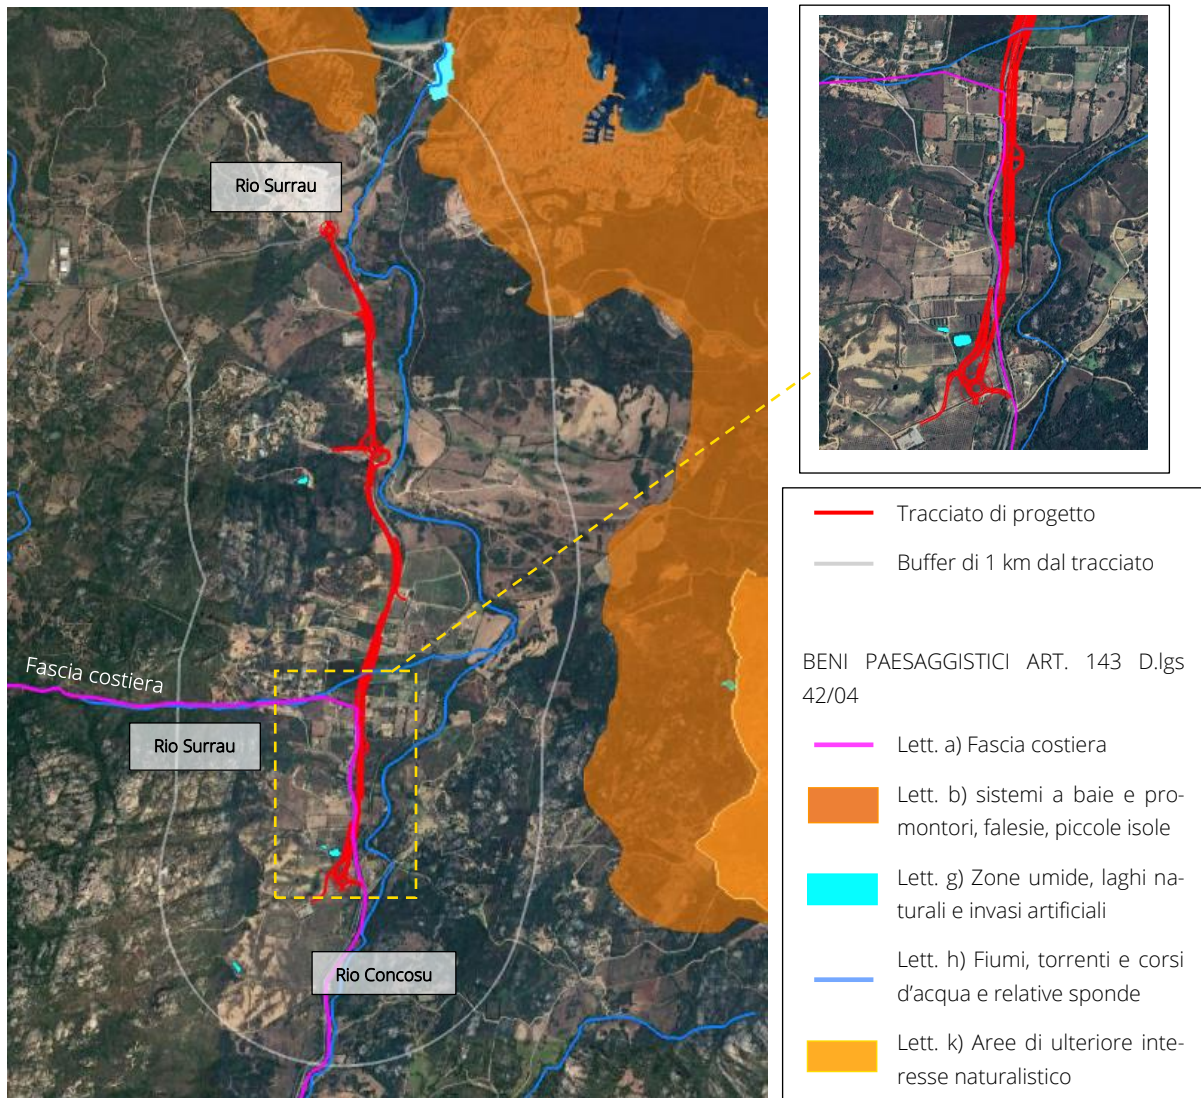 Rio Surrau
Fascia costiera
Rio Surrau
Rio Concosu
Tracciato di progetto
Buffer di 1 km dal tracciato
BENI PAESAGGISTICI ART. 143 D.lgs
42/04
Lett. a) Fascia costiera
Lett. b) sistemi a baie e pro-
montori, falesie, piccole isole
Lett. g) Zone umide, laghi na-
turali e invasi artificiali
Lett. h) Fiumi, torrenti e corsi
d'acqua e relative sponde
Lett. k) Aree di ulteriore inte-
resse naturalistico